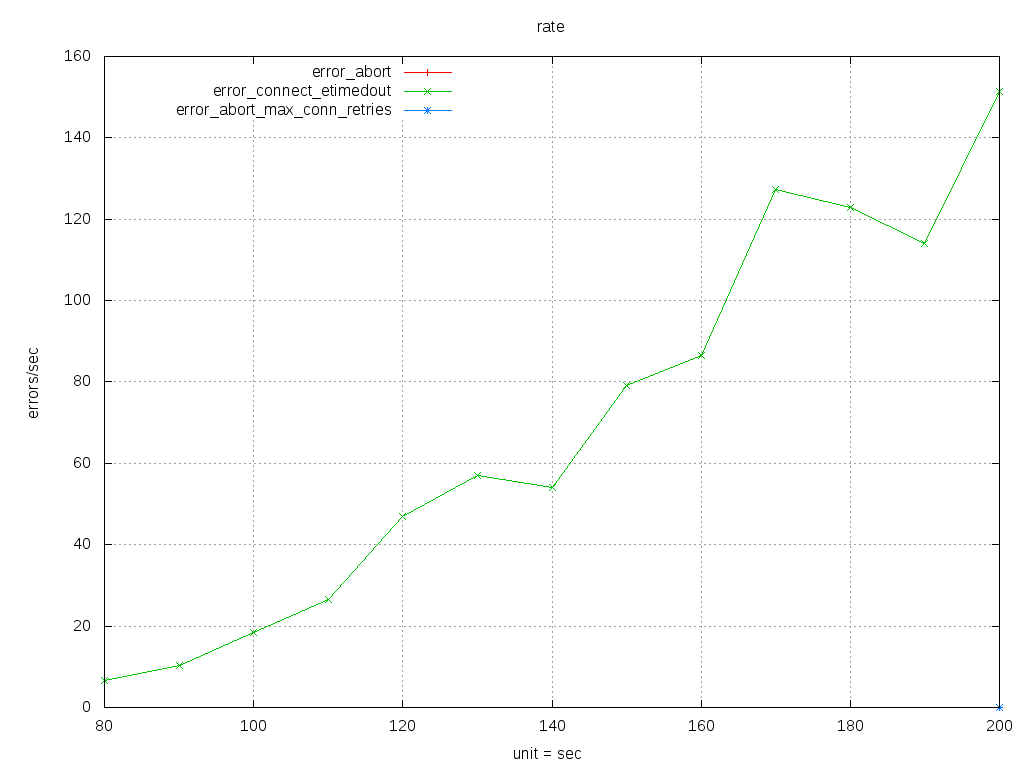 rate
160
140
120
100
80
60
40
20
0
error_abort
error_connect_etimedout
error_abort_max_conn_retries
errors/sec
80 100 120 140 160 180 200
unit = sec